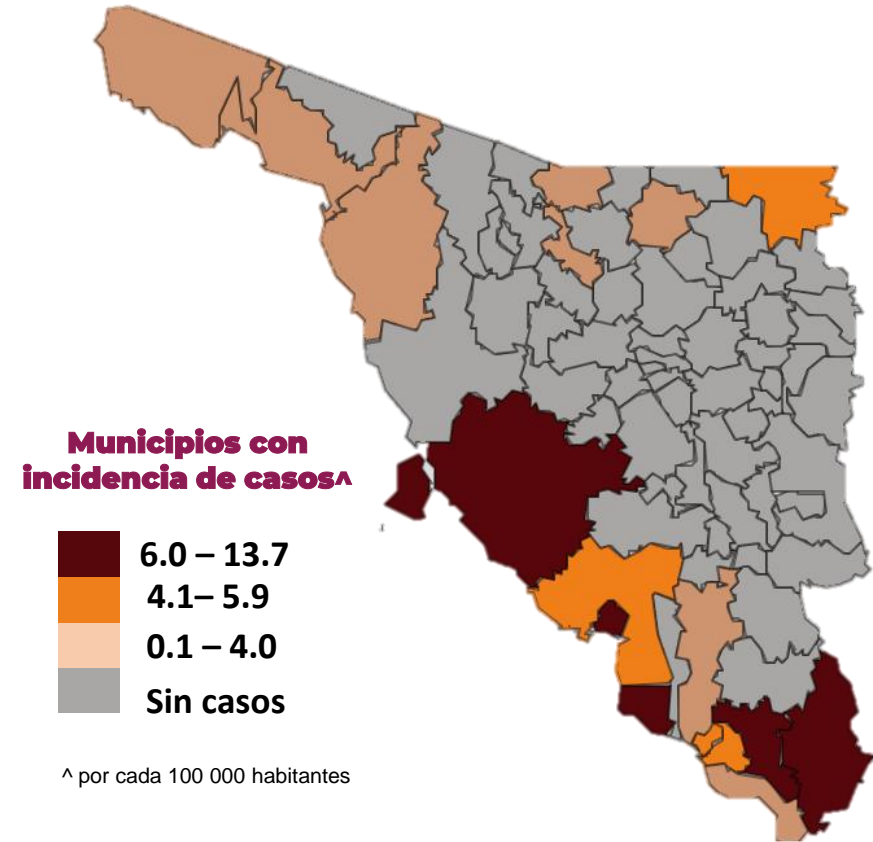 Municipios con
incidencia de casos^
6.0 – 13.7
4.1– 5.9
0.1 – 4.0
Sin casos
^ por cada 100 000 habitantes